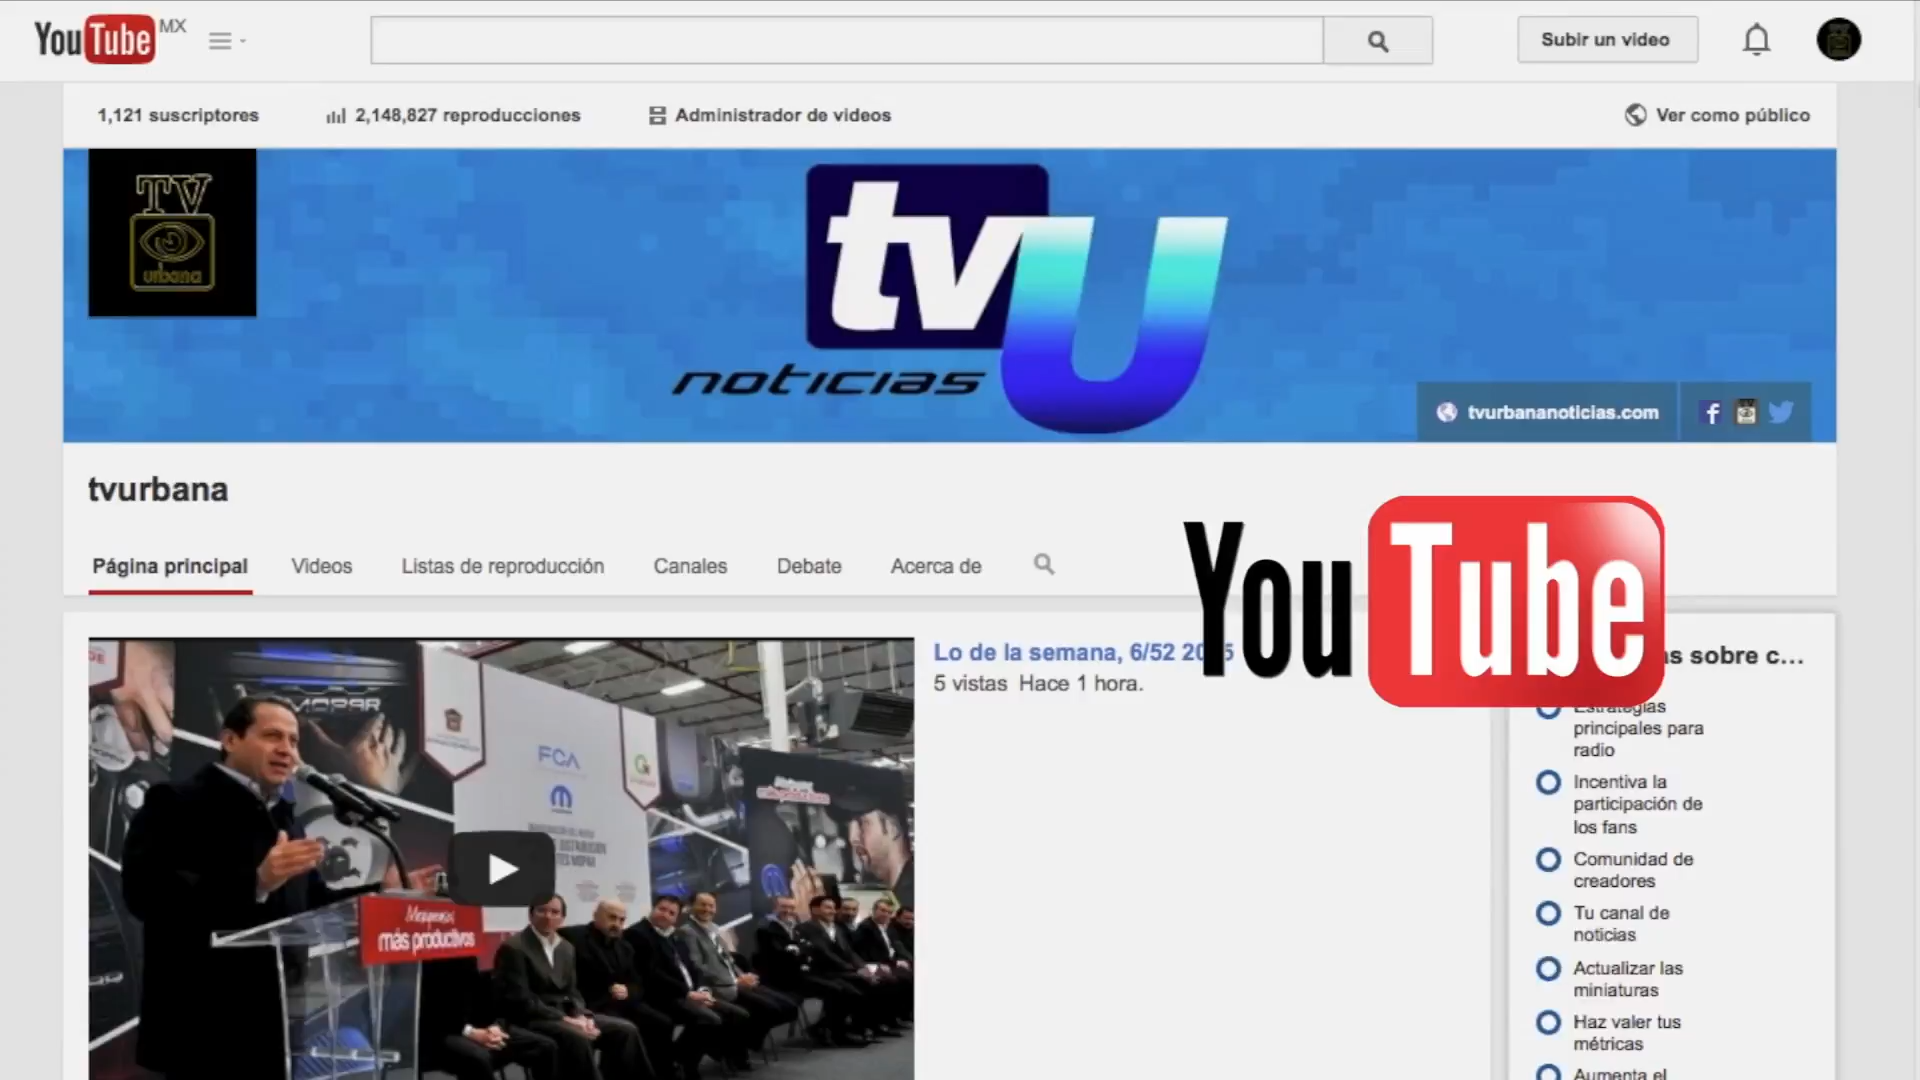 YouTube MX
Subir un video
1,121 suscriptores
2,148,827 reproducciones
Administrador de videos
Ver como público
TV
urbana
tvU
noticias
tvurbananoticias.com
tvurbana
Página principal
Videos
Listas de reproducción
Canales
Debate
Acerca de
YouTube
Lo de la semana, 6/52 20 5
5 vistas Hace 1 hora.
s sobre c...
Estrategias
principales para
radio
Incentiva la
participación de
los fans
Comunidad de
creadores
Tu canal de
noticias
Actualizar las
miniaturas
Haz valer tus
métricas
Aumenta el
MOPAR
FCA
más productivos